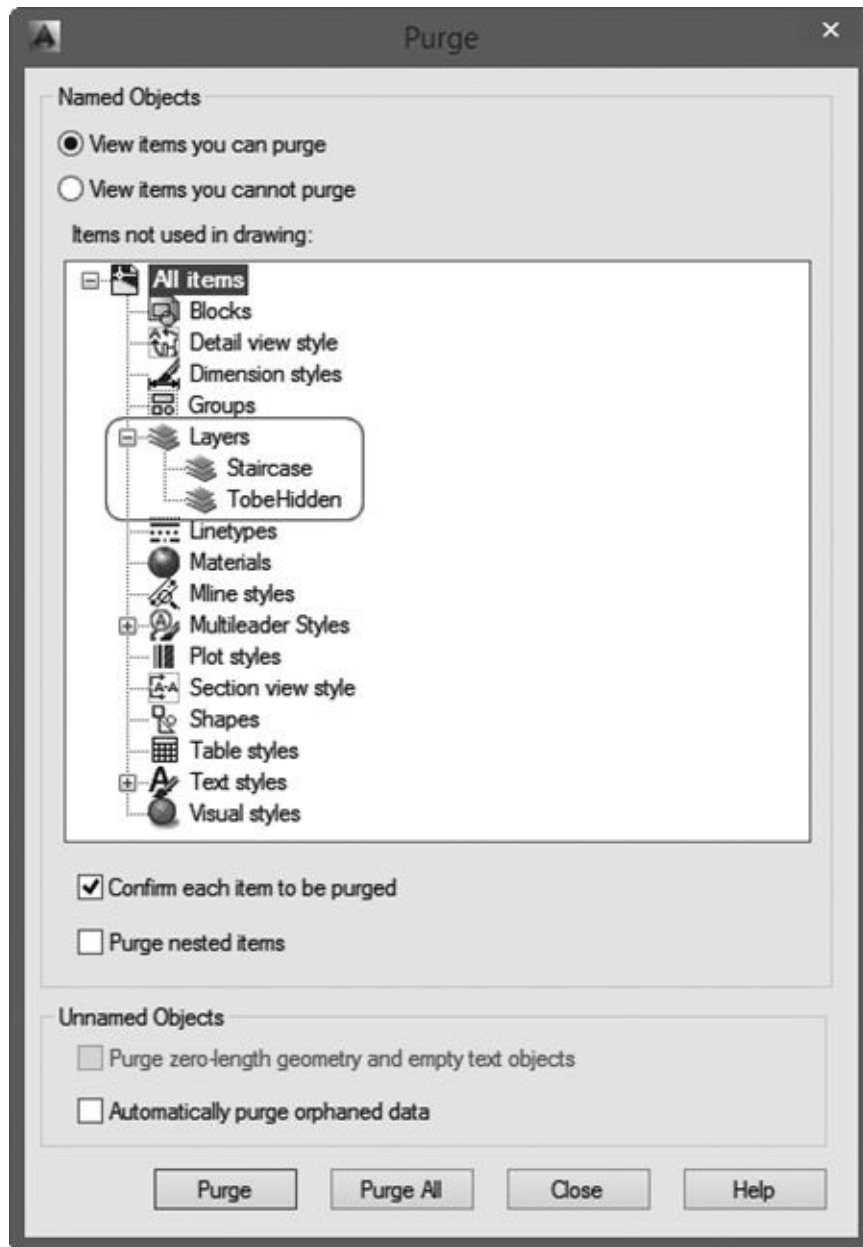 Purge
Named Objects
View items you can purge
View items you cannot purge
Items not used in drawing:
All items
Blocks
Detail view style
Dimension styles
Groups
Layers
Staircase
TobeHidden
Linetypes
Materials
Mline styles
Multileader Styles
Plot styles
Section view style
Shapes
Table styles
Text styles
Visual styles
Confirm each item to be purged
Purge nested items
Unnamed Objects
Purge zero-length geometry and empty text objects
Automatically purge orphaned data
Purge Purge All Close Help